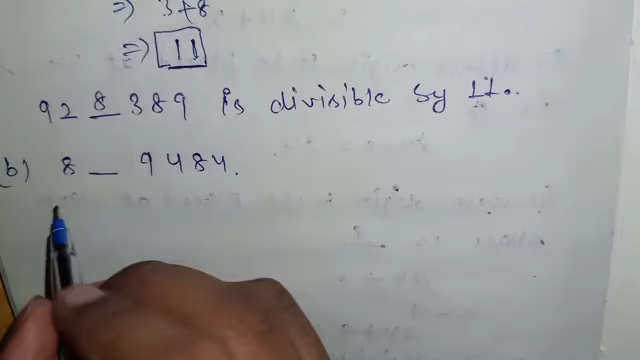 => 3+8
=> 11
92 8 389 is divisible by 11.
(b) 8 _ 9484.